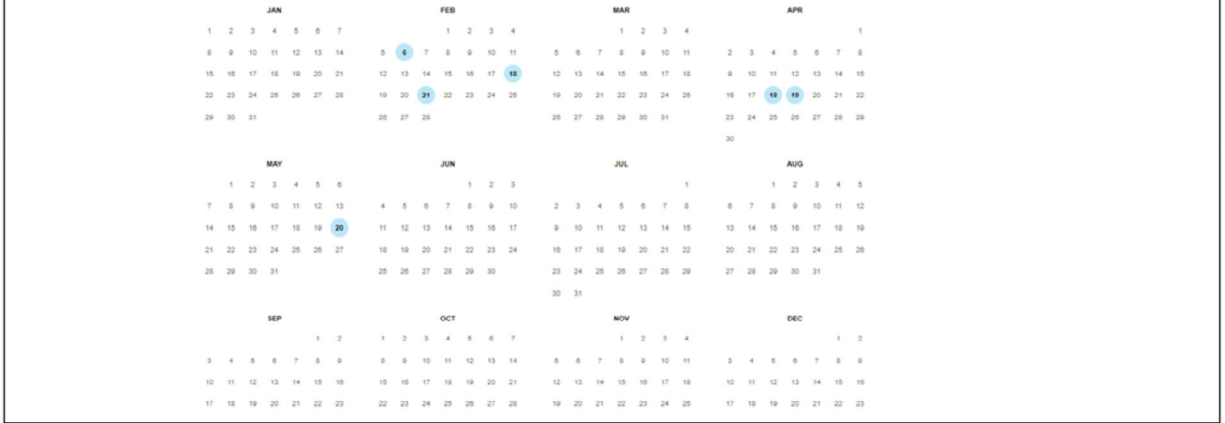 JAN FEB MAR APR
1 2 3 4 5 6 7 1 2 3 4 1 2 3 4 1
8 9 10 11 12 13 14 5 6 7 8 9 10 11 5 6 7 8 9 10 11 2 3 4 5 6 7 8
15 16 17 18 19 20 21 12 13 14 15 16 17 18 12 13 14 15 16 17 18 9 10 11 12 13 14 15
22 23 24 25 26 27 28 19 20 21 22 23 24 25 19 20 21 22 23 24 25 16 17 18 19 20 21 22
29 30 31 26 27 28 26 27 28 29 30 31 23 24 25 26 27 28 29
30
MAY JUN JUL AUG
1 2 3 4 5 6 1 2 3 1 1 2 3 4 5
7 8 9 10 11 12 13 4 5 6 7 8 9 10 2 3 4 5 6 7 8 6 7 8 9 10 11 12
14 15 16 17 18 19 20 11 12 13 14 15 16 17 9 10 11 12 13 14 15 13 14 15 16 17 18 19
21 22 23 24 25 26 27 18 19 20 21 22 23 24 16 17 18 19 20 21 22 20 21 22 23 24 25 26
28 29 30 31 25 26 27 28 29 30 23 24 25 26 27 28 29 27 28 29 30 31
30 31
SEP OCT NOV DEC
1 2 1 2 3 4 5 6 7 1 2 3 4 1 2
3 4 5 6 7 8 9 8 9 10 11 12 13 14 5 6 7 8 9 10 11 3 4 5 6 7 8 9
10 11 12 13 14 15 16 15 16 17 18 19 20 21 12 13 14 15 16 17 18 10 11 12 13 14 15 16
17 18 19 20 21 22 23 22 23 24 25 26 27 28 19 20 21 22 23 24 25 17 18 19 20 21 22 23